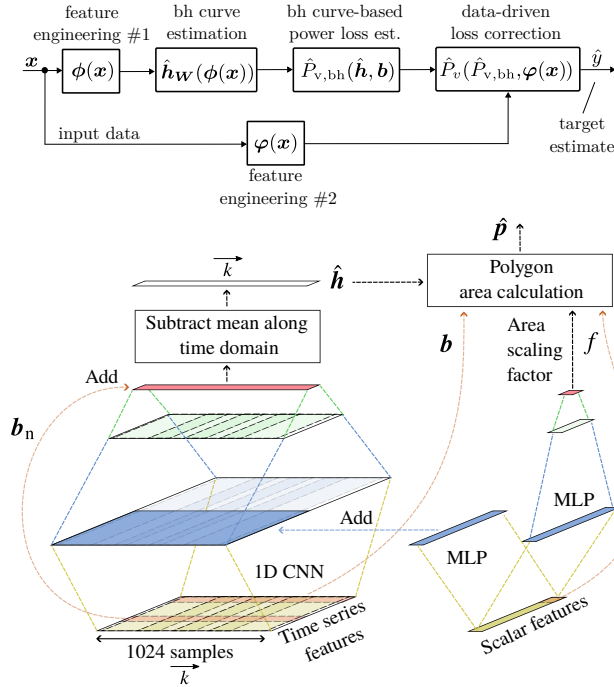 feature engineering #1
bh curve estimation
bh curve-based power loss est.
data-driven loss correction
x
ϕ(x)
ĥ_W(ϕ(x))
P̂_v,bh(ĥ, b)
P̂_v(P̂_v,bh, φ(x))
ŷ
input data
φ(x)
feature engineering #2
target estimate
p̂
k
ĥ
Polygon area calculation
Subtract mean along time domain
b
Area scaling factor
f
Add
b_n
Add
MLP
MLP
1D CNN
Time series features
Scalar features
1024 samples
k